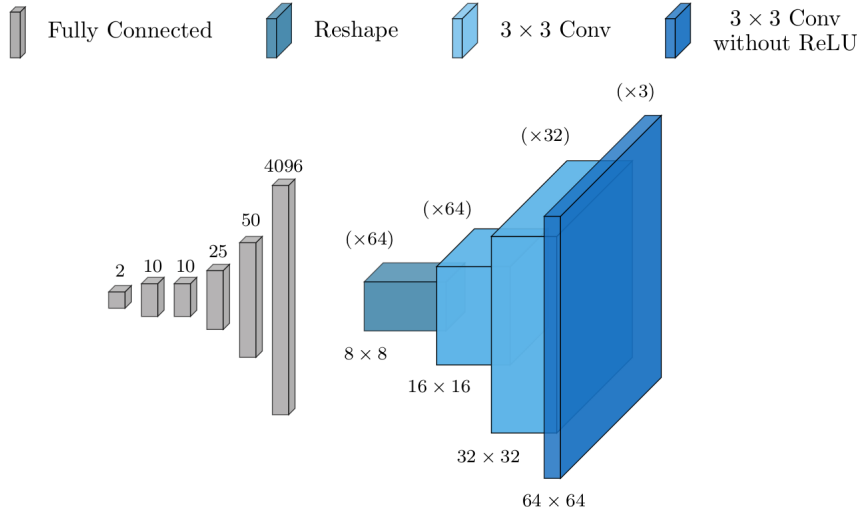 Fully Connected
Reshape
3 × 3 Conv
3 × 3 Conv
without ReLU
(×3)
(×32)
4096
(×64)
50
(×64)
25
10
10
2
8 × 8
16 × 16
32 × 32
64 × 64